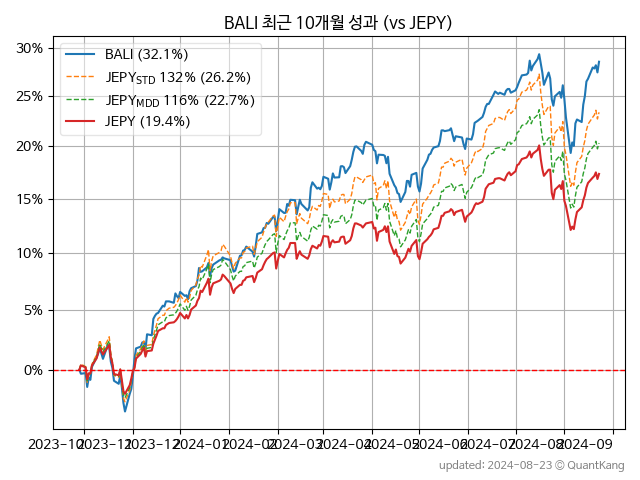 BALI 최근 10개월 성과 (vs JEPY)
BALI (32.1%)
JEPY_STD 132% (26.2%)
JEPY_MDD 116% (22.7%)
JEPY (19.4%)
30%
25%
20%
15%
10%
5%
0%
2023-10 2023-11 2023-12 2024-01 2024-02 2024-03 2024-04 2024-05 2024-06 2024-07 2024-08 2024-09
updated: 2024-08-23 © QuantKang